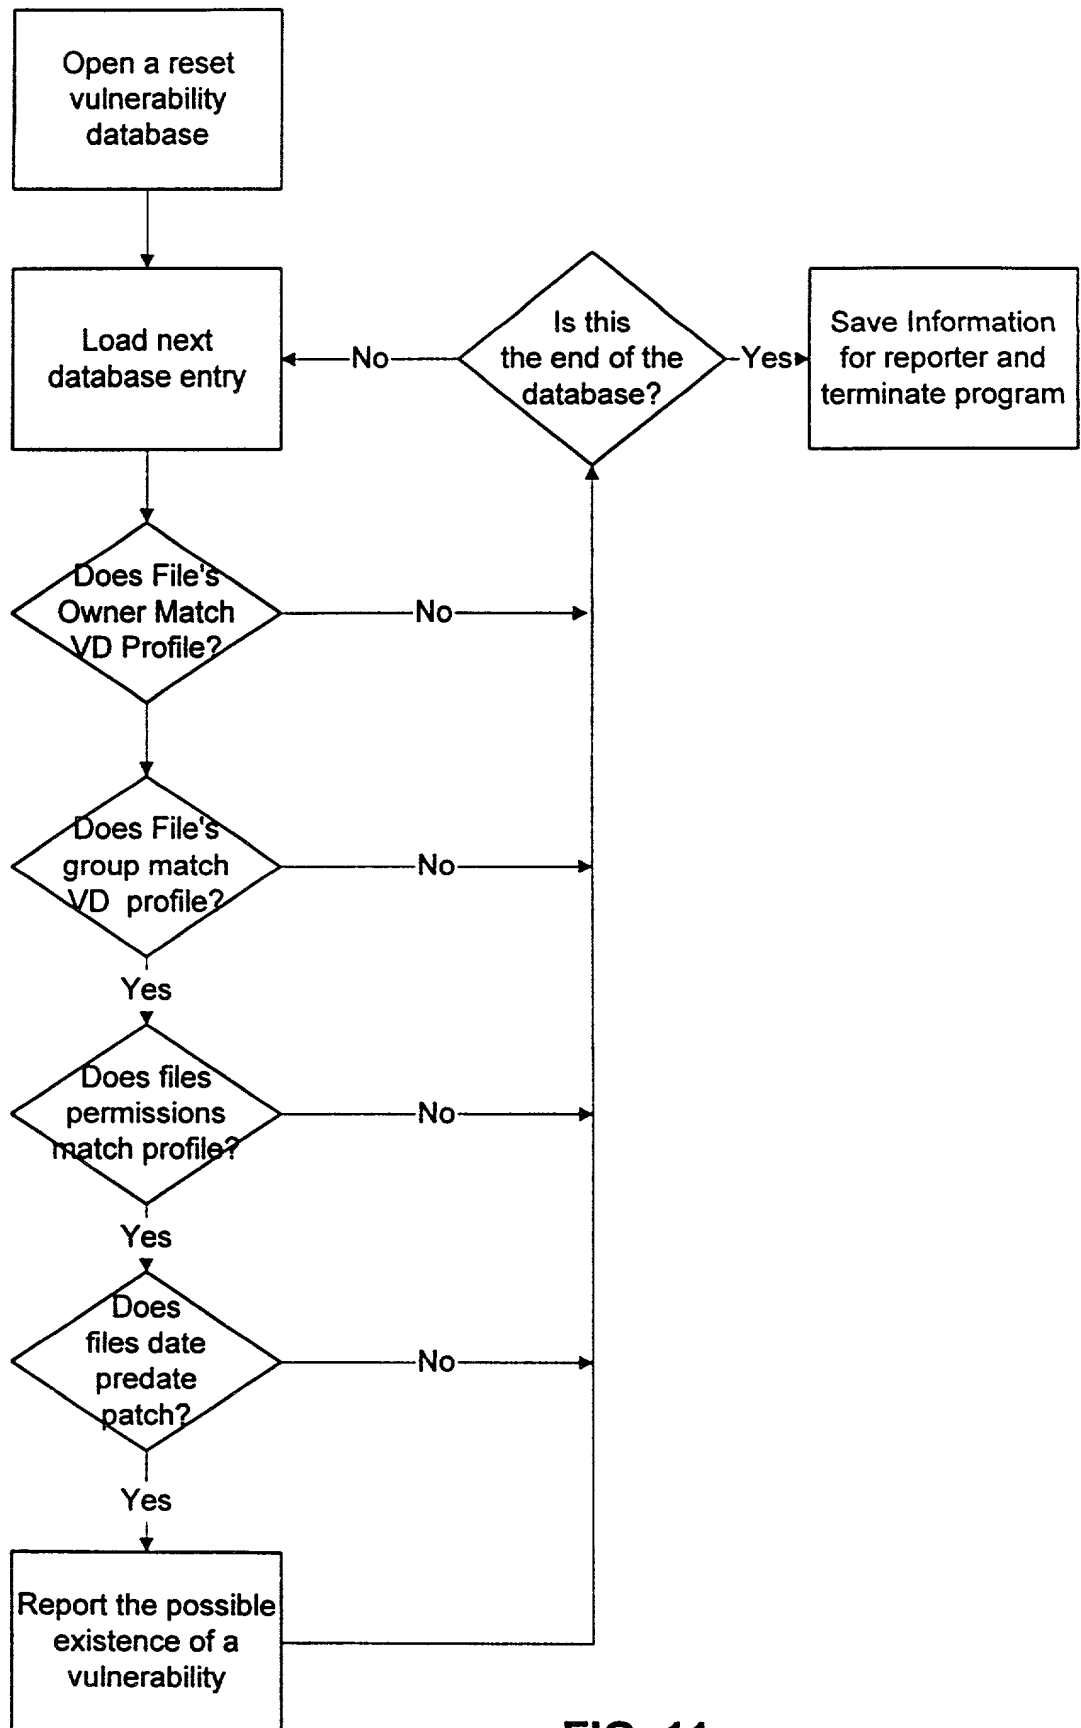 Open a reset
vulnerability
database
Load next
database entry
No
Is this
the end of the
database?
Yes
Save Information
for reporter and
terminate program
Does File's
Owner Match
VD Profile?
No
Does File's
group match
VD profile?
No
Yes
Does files
permissions
match profile?
No
Yes
Does
files date
predate
patch?
No
Yes
Report the possible
existence of a
vulnerability